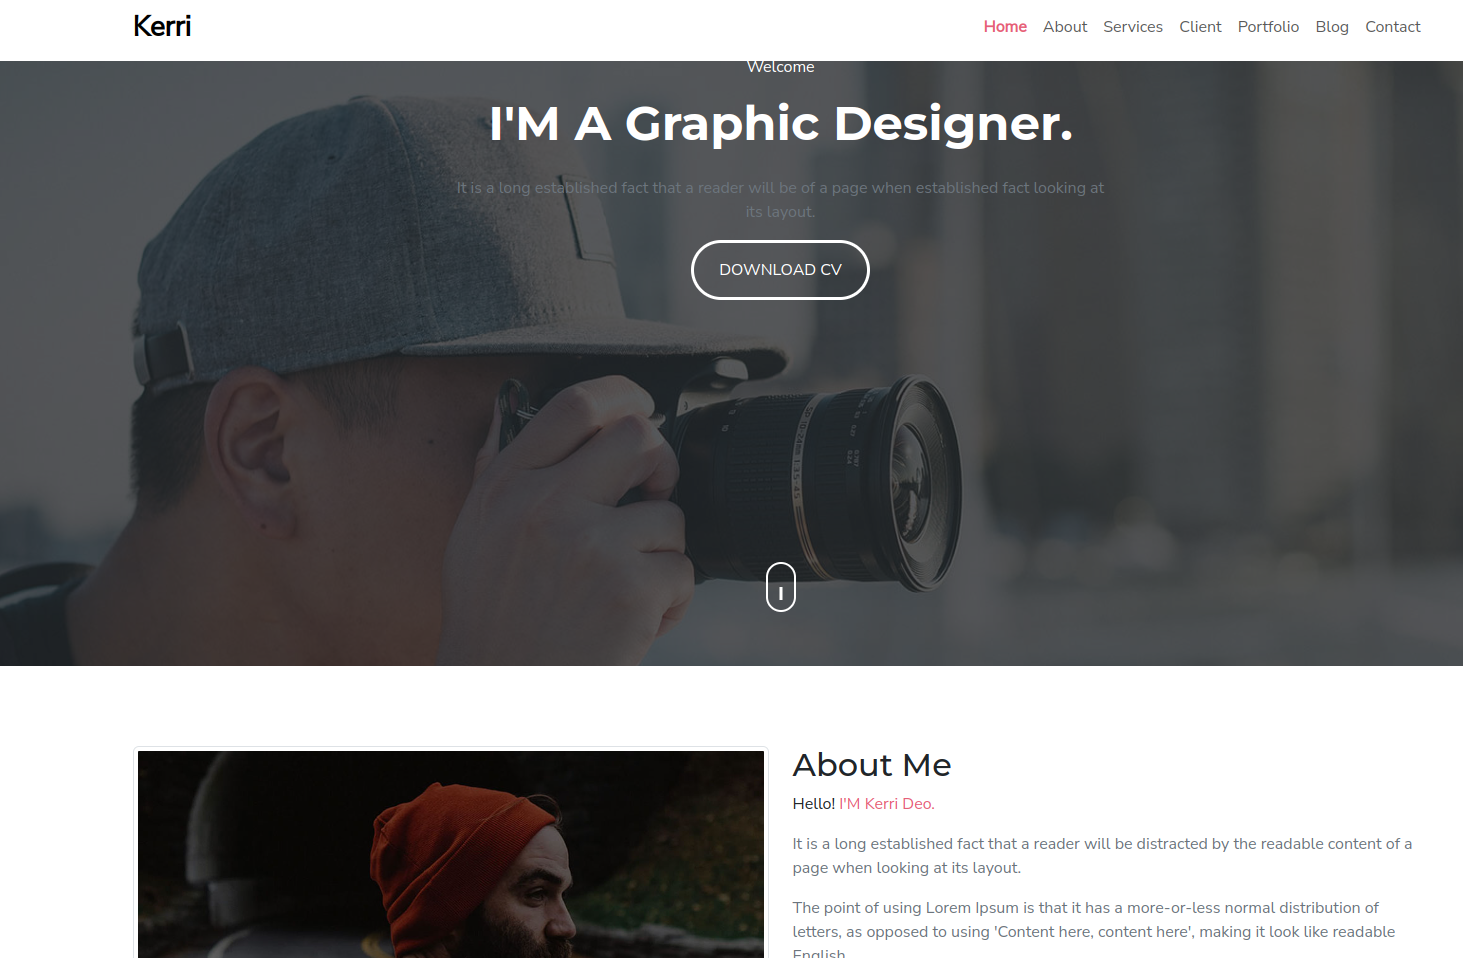 Kerri
Home About Services Client Portfolio Blog Contact
Welcome
I'M A Graphic Designer.
It is a long established fact that a reader will be of a page when established fact looking at
its layout.
DOWNLOAD CV
About Me
Hello! I'M Kerri Deo.
It is a long established fact that a reader will be distracted by the readable content of a
page when looking at its layout.
The point of using Lorem Ipsum is that it has a more-or-less normal distribution of
letters, as opposed to using 'Content here, content here', making it look like readable
English.